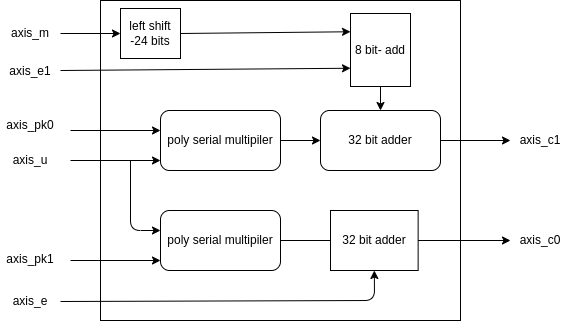 axis_m
left shift
-24 bits
axis_e1
8 bit- add
axis_pk0
axis_u
poly serial multipiler
32 bit adder
axis_c1
poly serial multipiler
32 bit adder
axis_c0
axis_pk1
axis_e